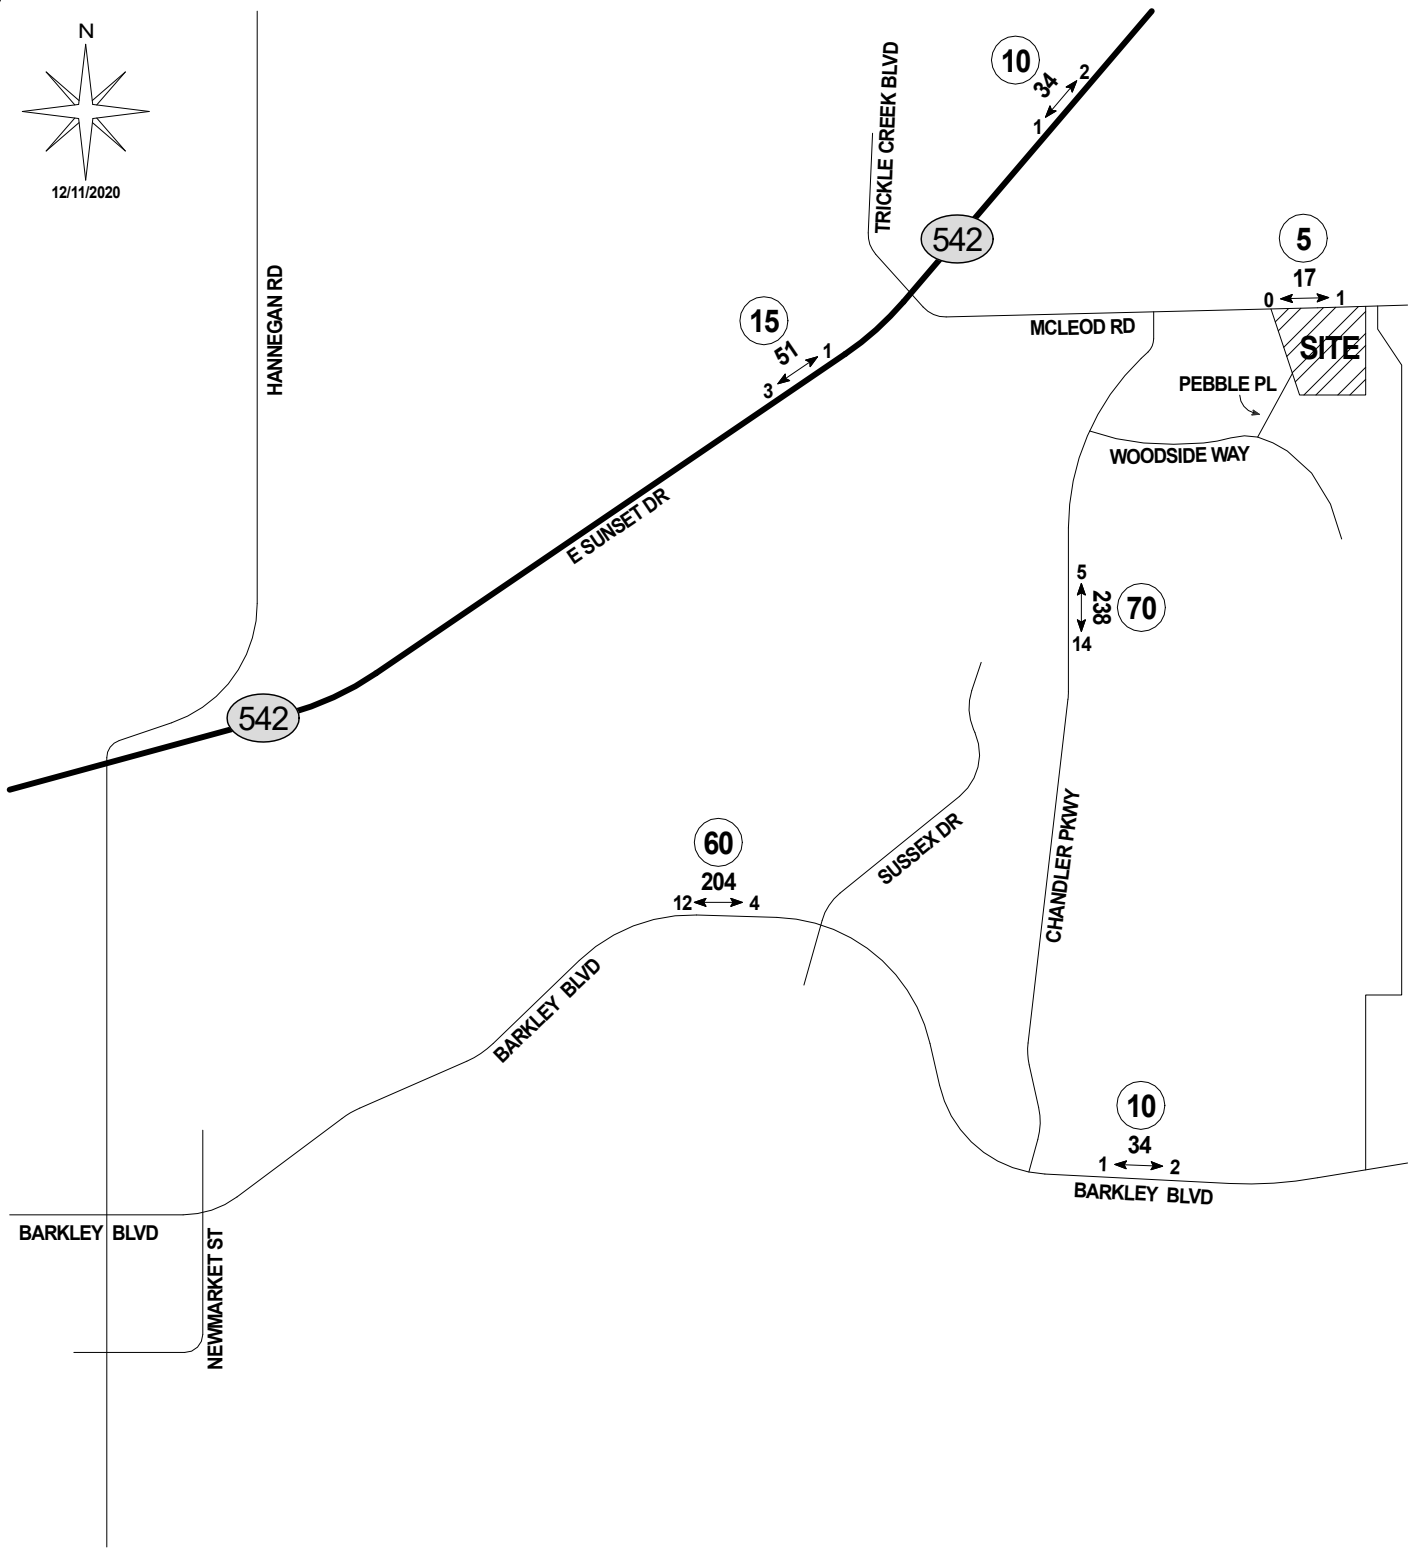 N
12/11/2020
HANNEGAN RD
TRICKLE CREEK BLVD
10
34
1 2
542
5
17
0 1
MCLEOD RD
SITE
15
51
3 1
PEBBLE PL
WOODSIDE WAY
E SUNSET DR
5
238
14
70
542
60
204
12 4
SUSSEX DR
CHANDLER PKWY
BARKLEY BLVD
10
34
1 2
BARKLEY BLVD
BARKLEY BLVD
NEWMARKET ST